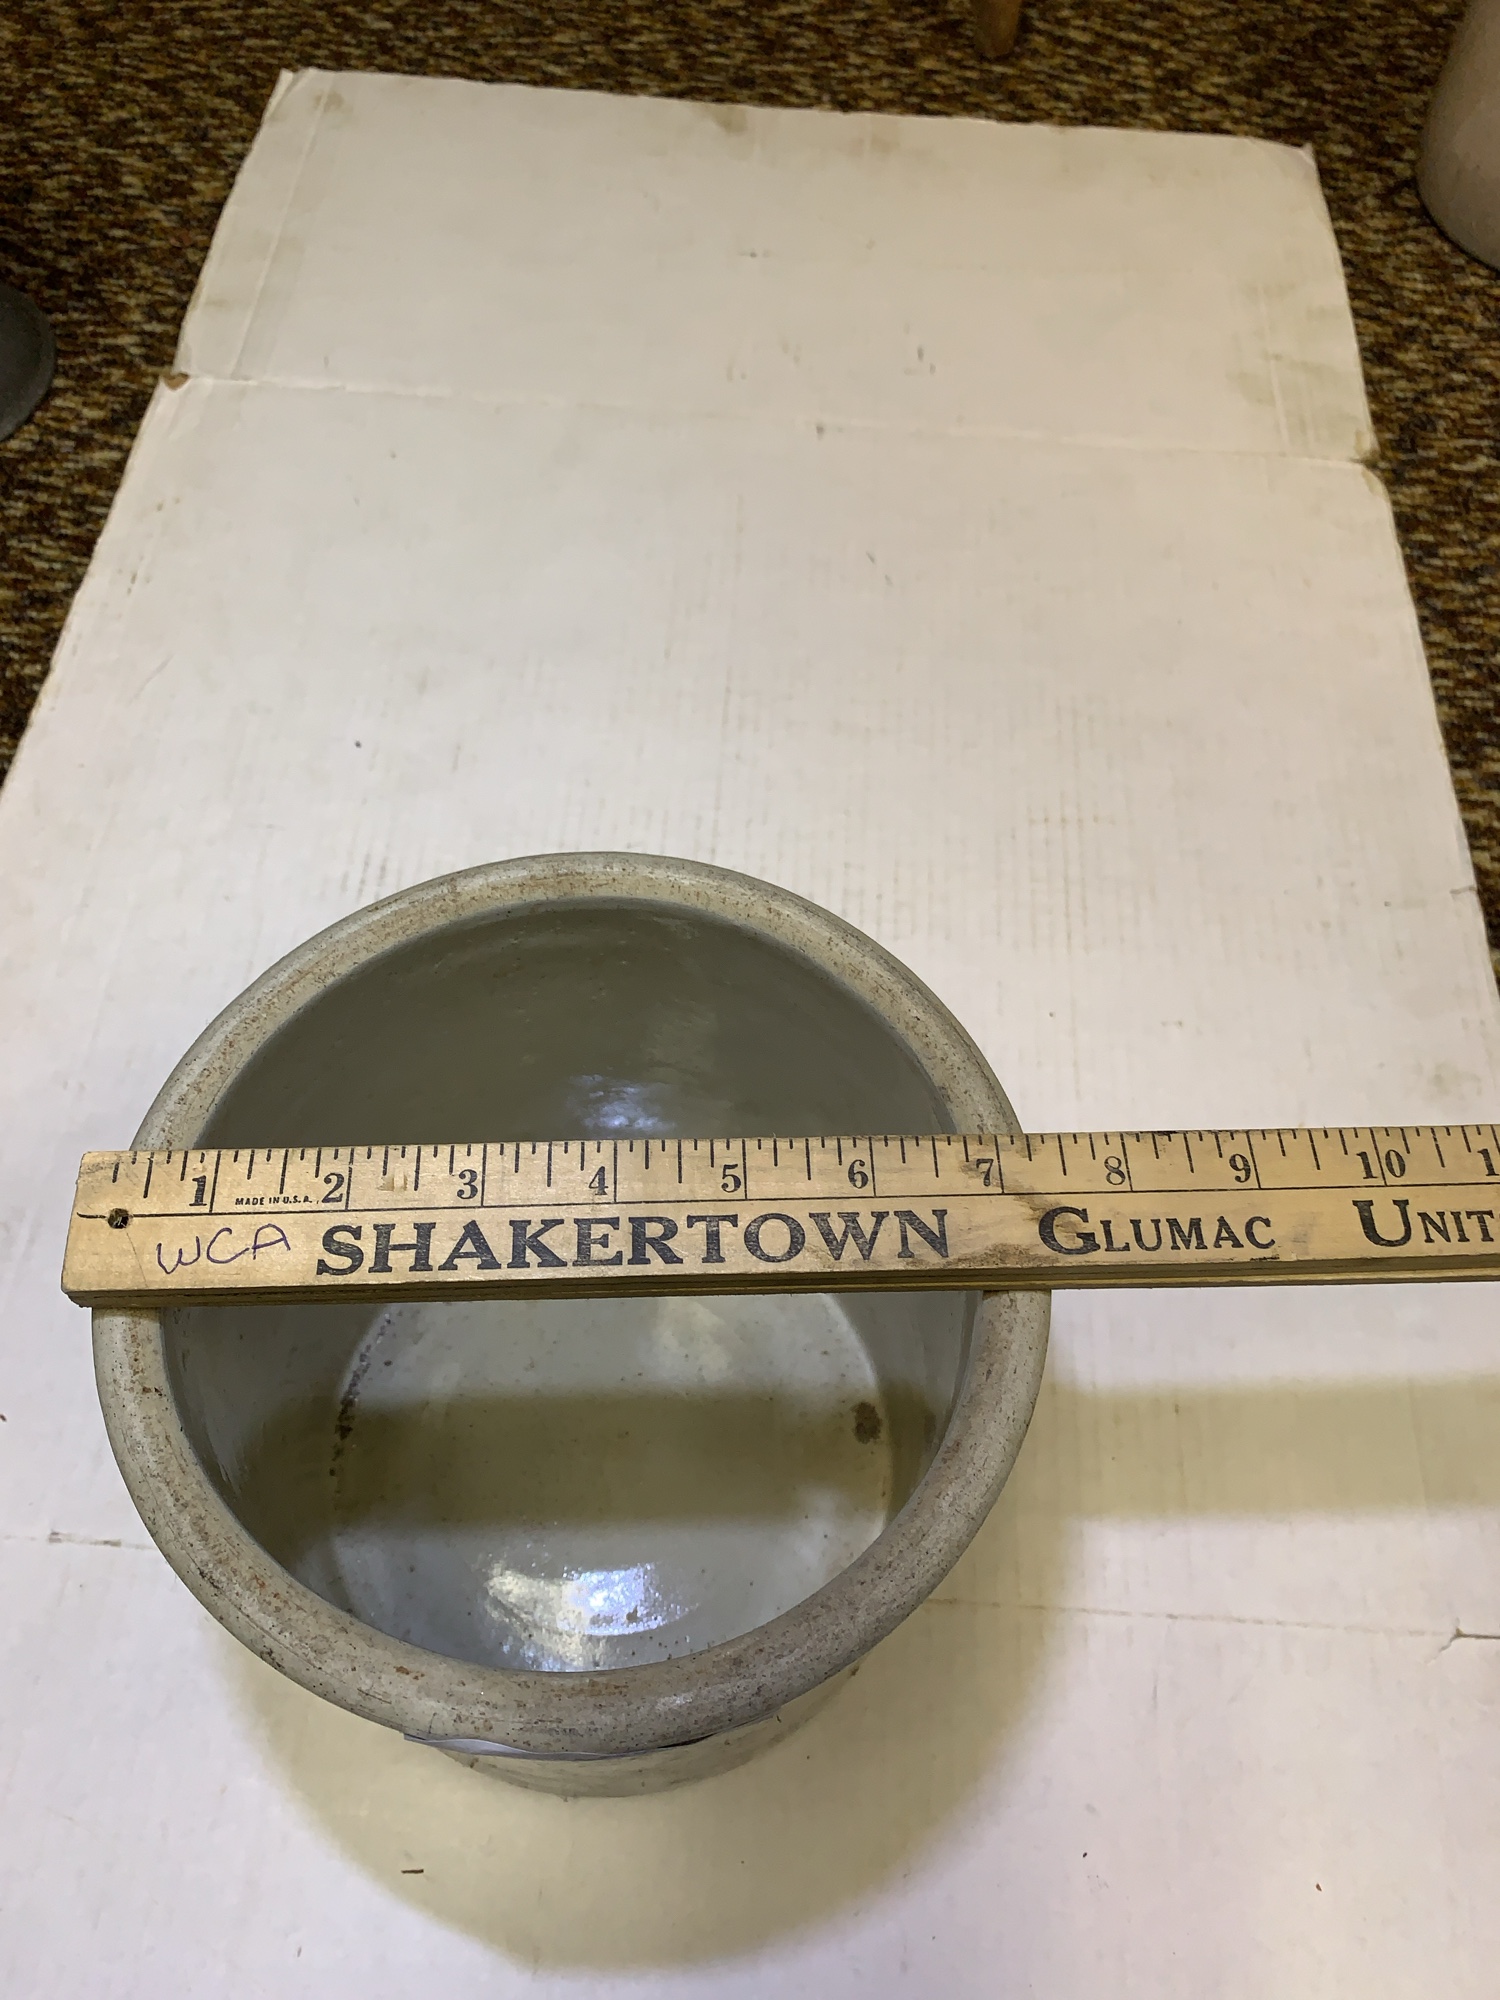 1 2 3 4 5 6 7 8 9 10
MADE IN U.S.A.
WCA SHAKERTOWN GLUMAC UNIT